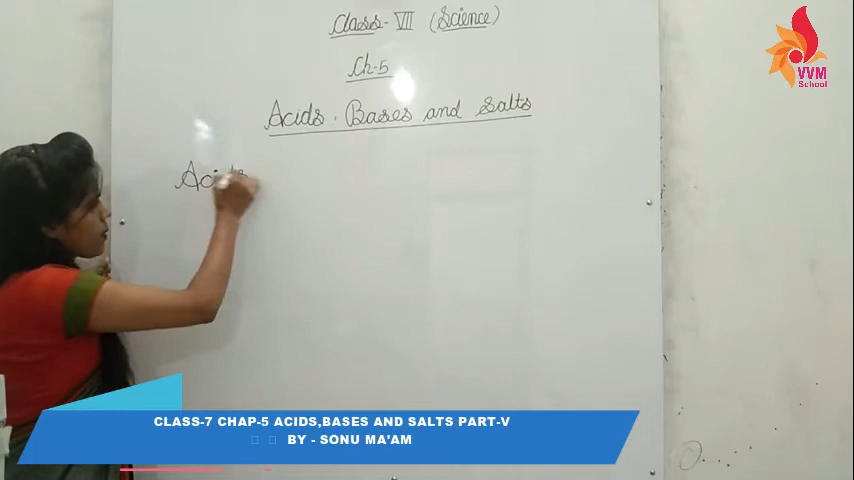 Class - VII (Science)
Ch-5
Acids, Bases and Salts
Acids
VVM
School
CLASS-7 CHAP-5 ACIDS,BASES AND SALTS PART-V
BY - SONU MA'AM